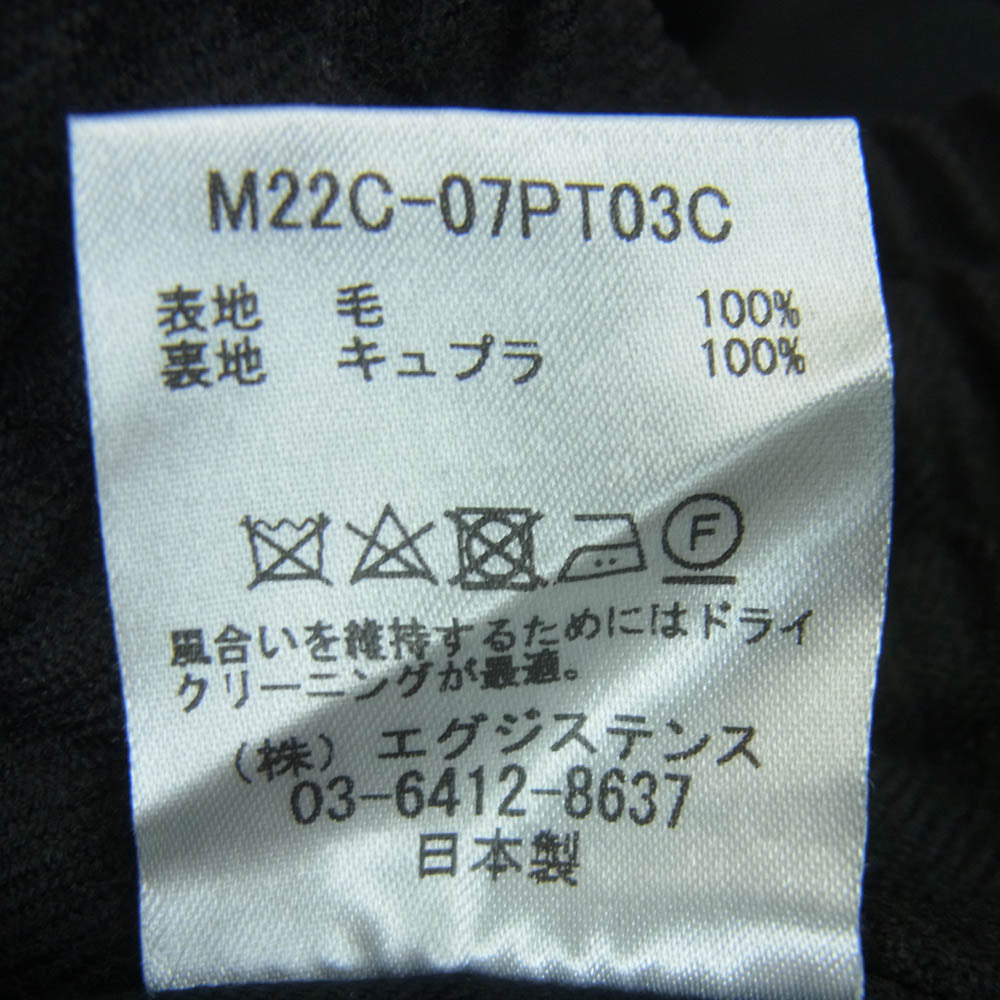 M22C-07PT03C
表地 毛 100%
裏地 キュプラ 100%
F
風合いを維持するためにはドライ
クリーニングが最適。
(株) エグジステンス
03-6412-8637
日本製